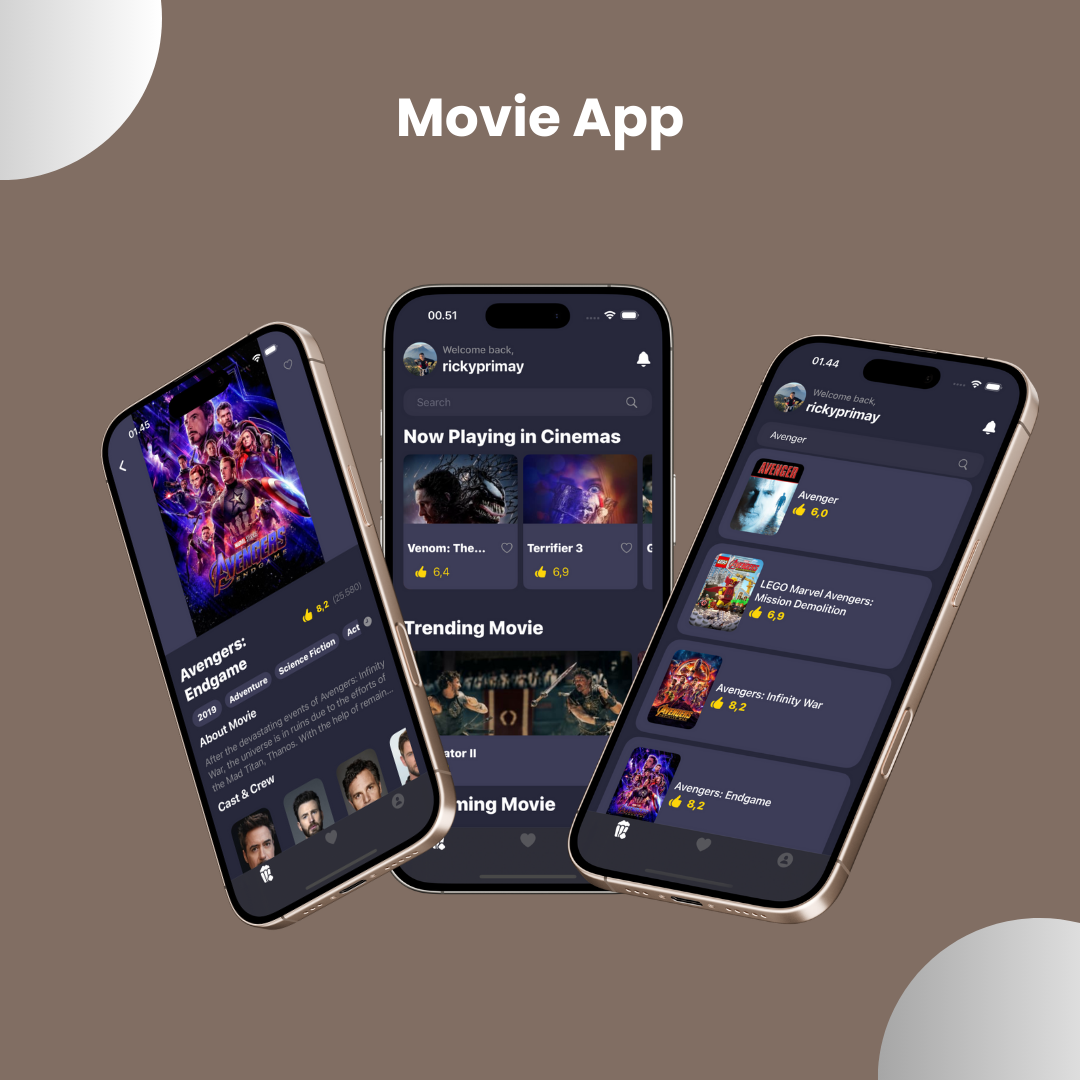 Movie App
01.45
AVENGERS
ENDGAME
8,2 (25.580)
Avengers:
Endgame
2019 Adventure Science Fiction Act
About Movie
After the devastating events of Avengers: Infinity
War, the universe is in ruins due to the efforts of
the Mad Titan, Thanos. With the help of remain...
Cast & Crew
00.51
Welcome back,
rickyprimay
Search
Now Playing in Cinemas
Venom: The...
6,4
Terrifier 3
6,9
G
Trending Movie
ator II
ming Movie
01.44
Welcome back,
rickyprimay
Avenger
AVENGER
Avenger
6,0
LEGO Marvel Avengers:
Mission Demolition
6,9
AVENGERS
Avengers: Infinity War
8,2
AVENGERS
Avengers: Endgame
8,2